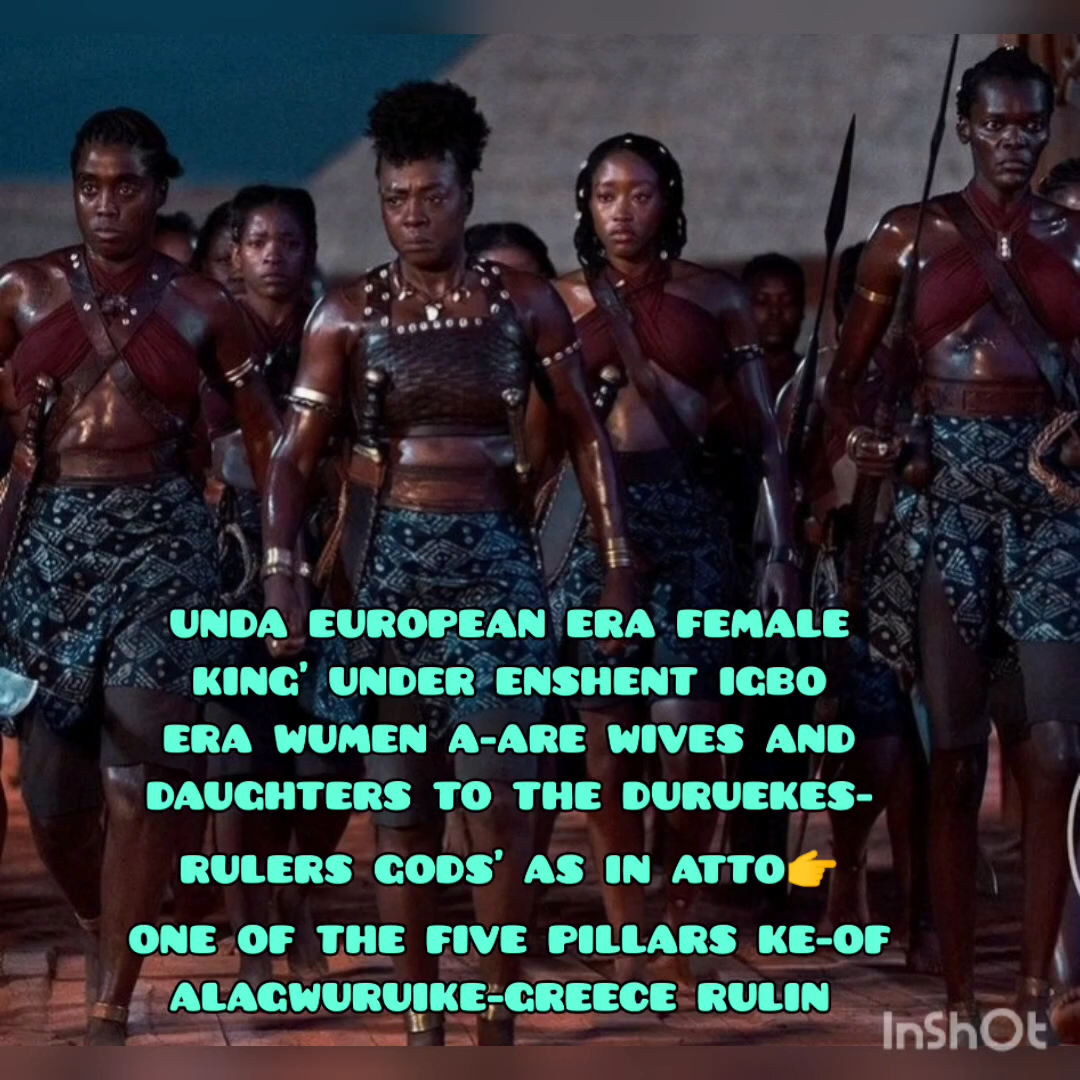 UNDA EUROPEAN ERA FEMALE
KING' UNDER ENSHENT IGBO
ERA WUMEN A-ARE WIVES AND
DAUGHTERS TO THE DURUEKES-
RULERS GODS' AS IN ATTO👉
ONE OF THE FIVE PILLARS KE-OF
ALAGWURUIKE-GREECE RULIN
InShOt